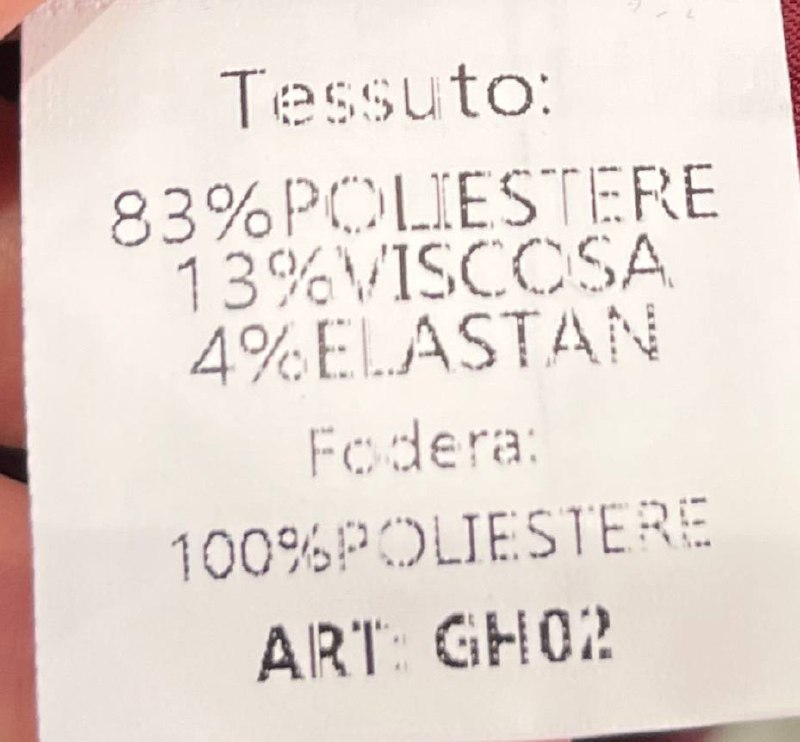 Tessuto:
83%POLIESTERE
13%VISCOSA
4%ELASTAN
Fodera:
100%POLIESTERE
ART: GH02